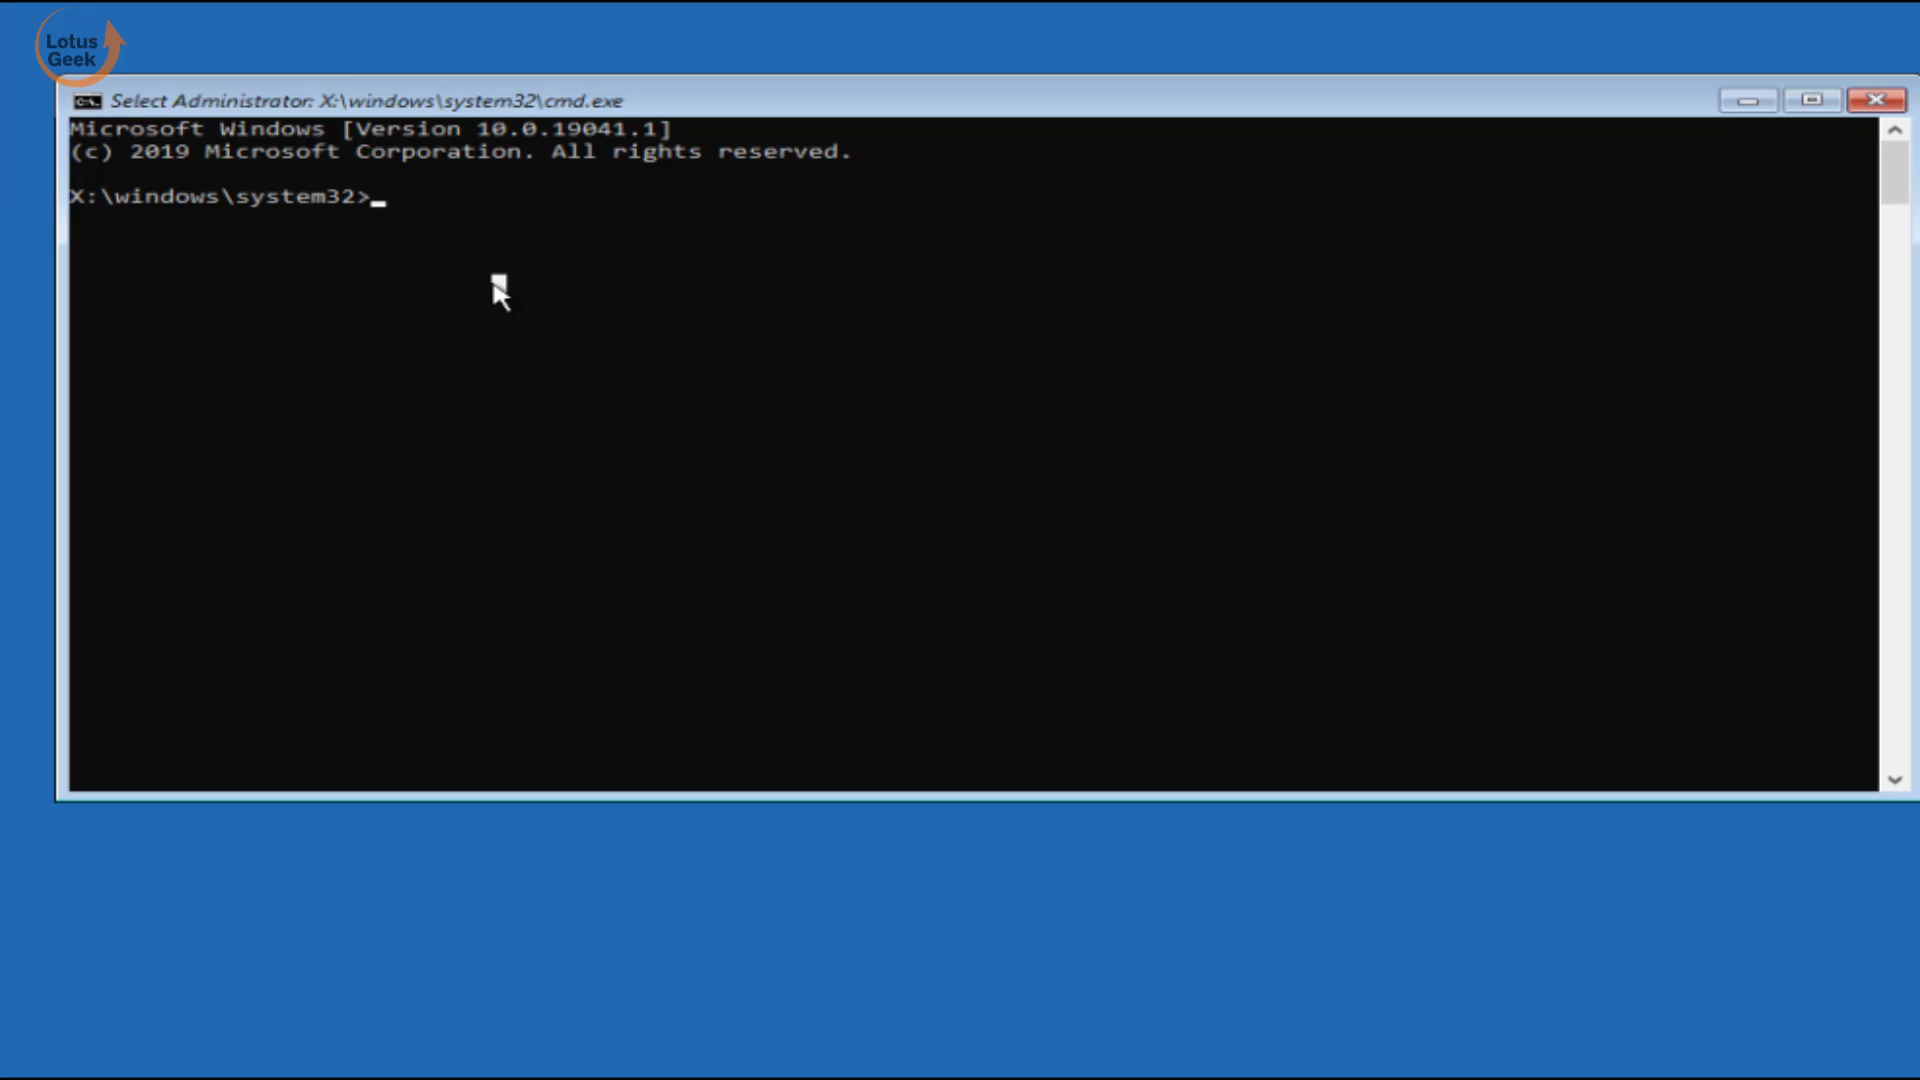 Lotus
Geek
C:\.
Select Administrator: X:\windows\system32\cmd.exe
Microsoft Windows [Version 10.0.19041.1]
(c) 2019 Microsoft Corporation. All rights reserved.
X:\windows\system32>